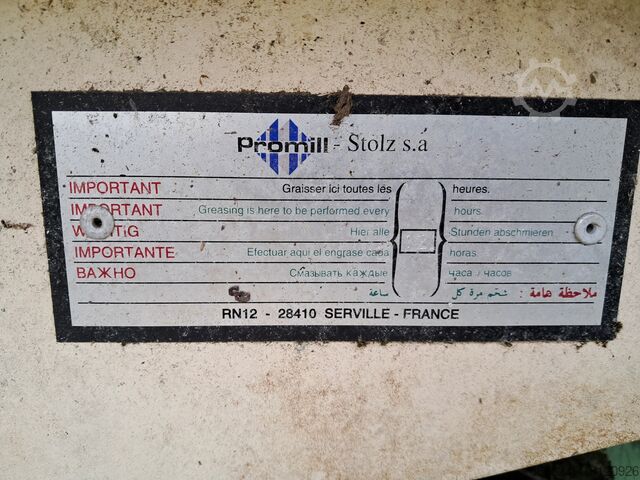 Promill - Stolz s.a
IMPORTANT Graisser ici toutes les heures.
IMPORTANT Greasing is here to be performed every hours.
Hier alle Stunden abschmieren
IMPORTANTE Efectuar aqui el engrase cada horas
ВАЖНО Смазывать каждые часа / часов
ملاحظة هامة : شحّم مرة كل ساعة
RN12 - 28410 SERVILLE - FRANCE